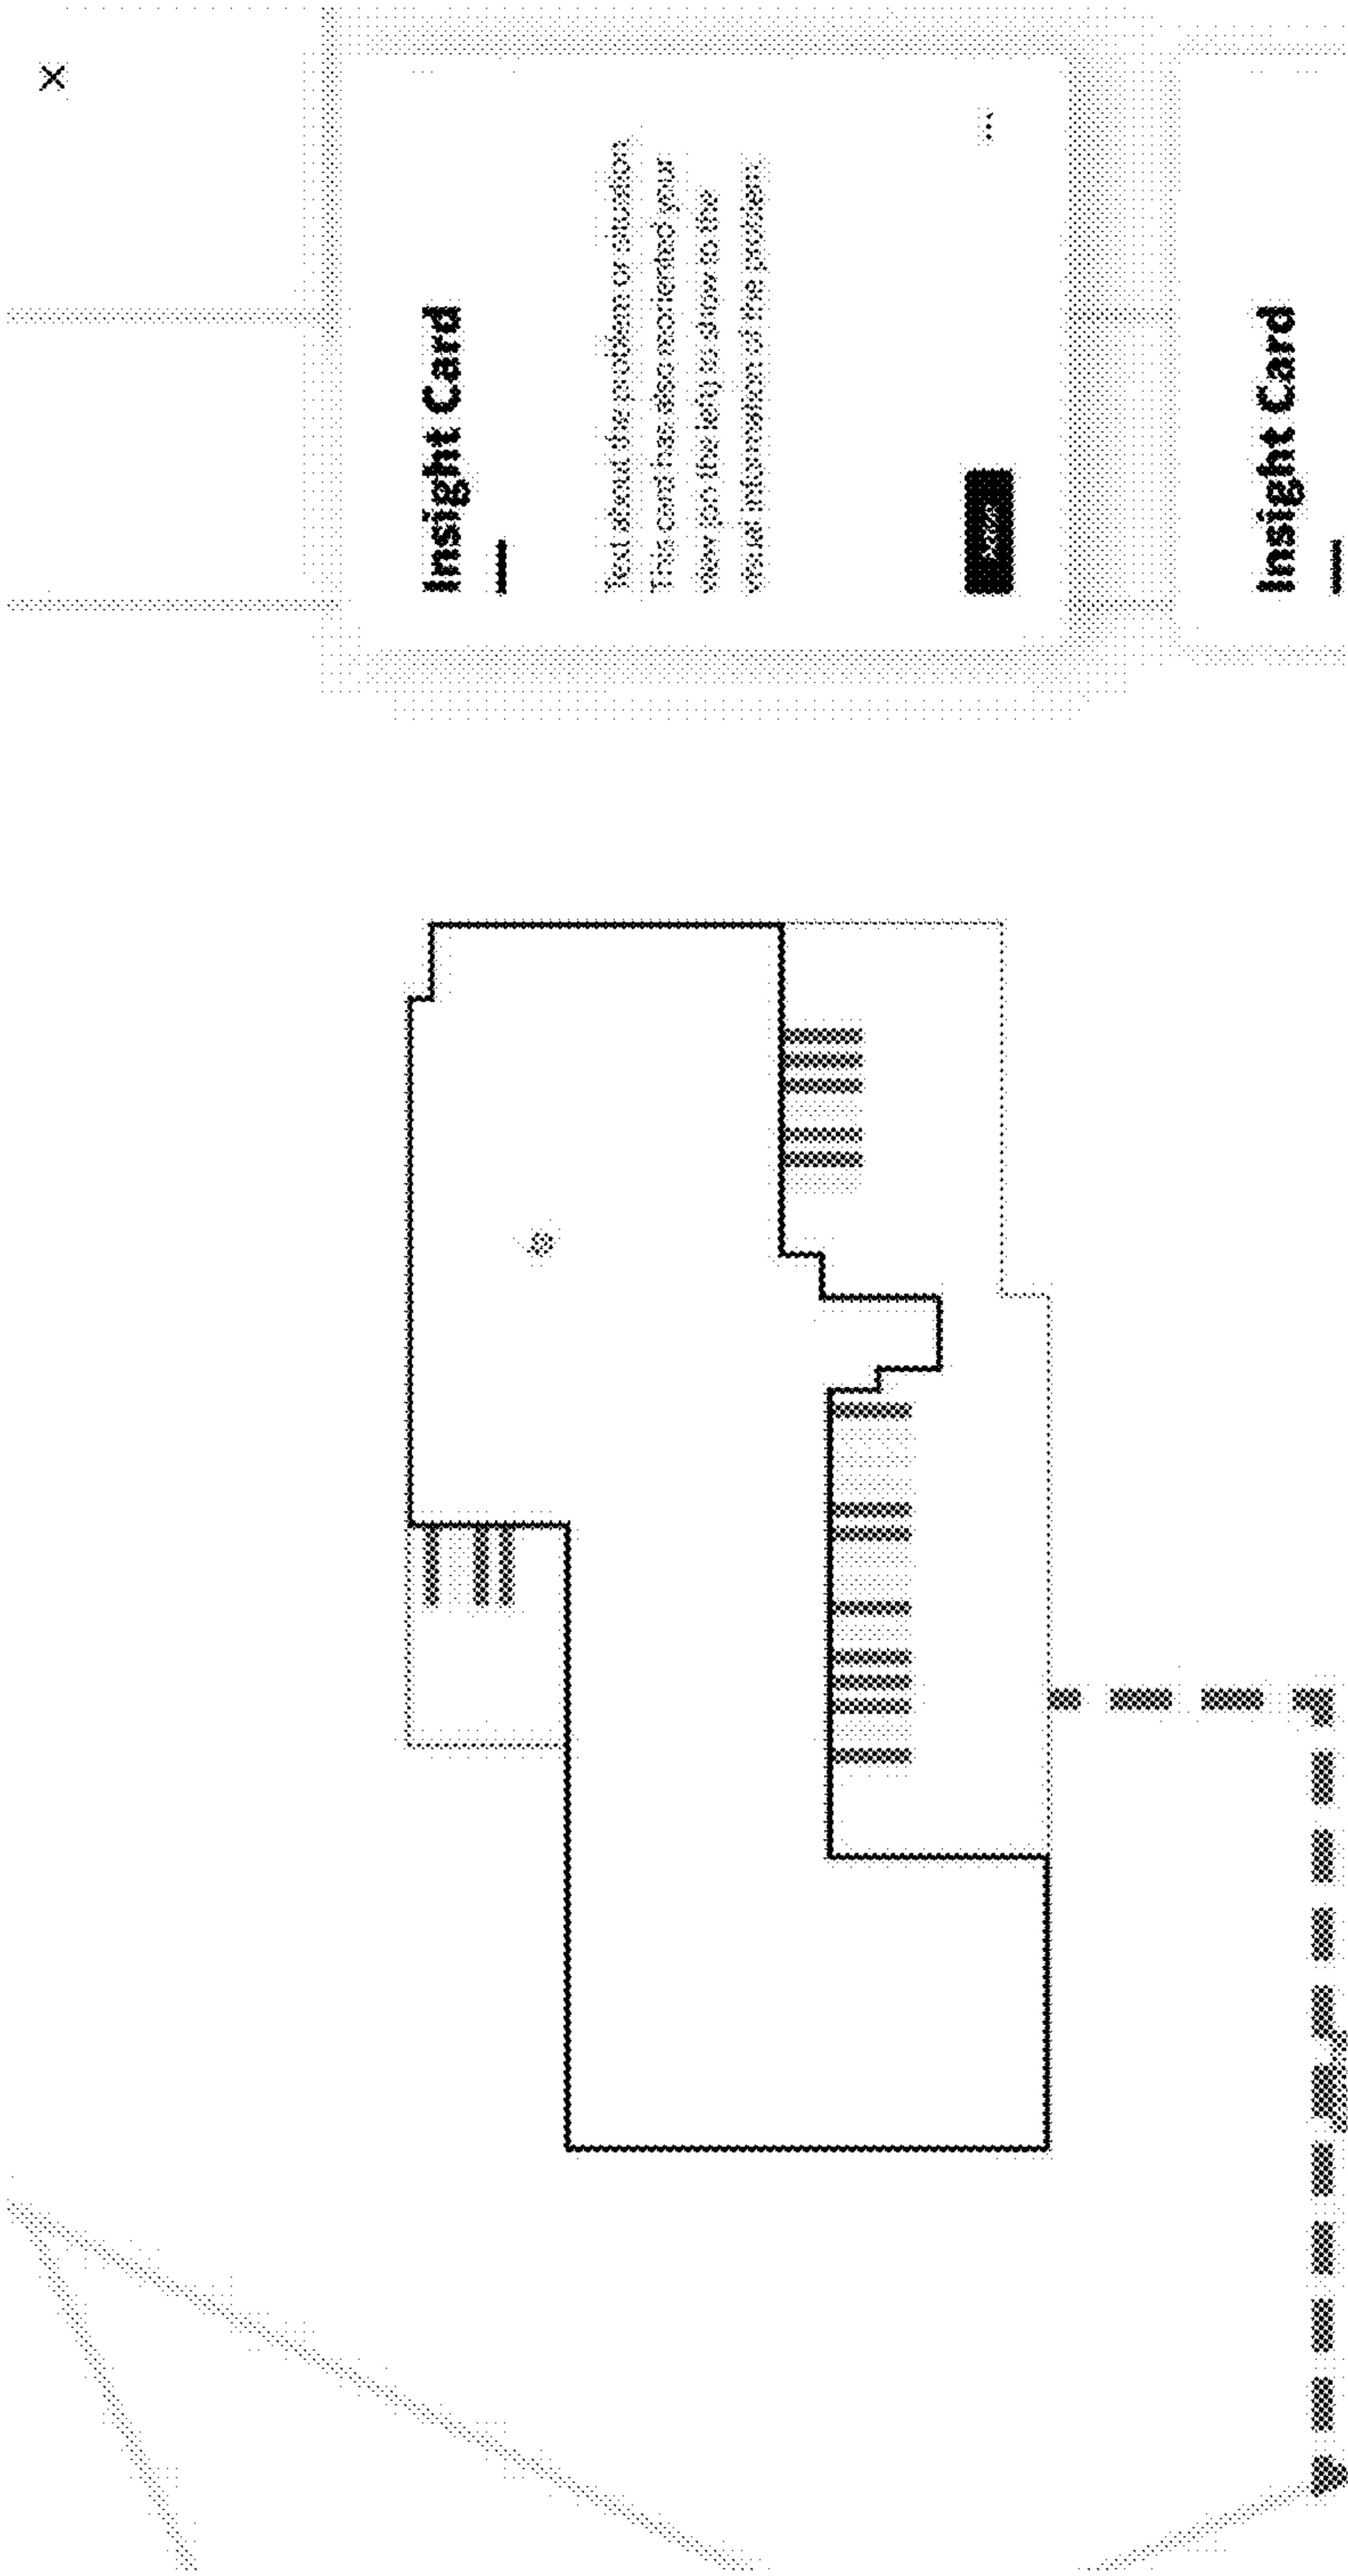 Insight Card
Text about the problem or situation.
This card has also reoriented your
view (on the left) to show to the
visual information of the problem.
Insight Card